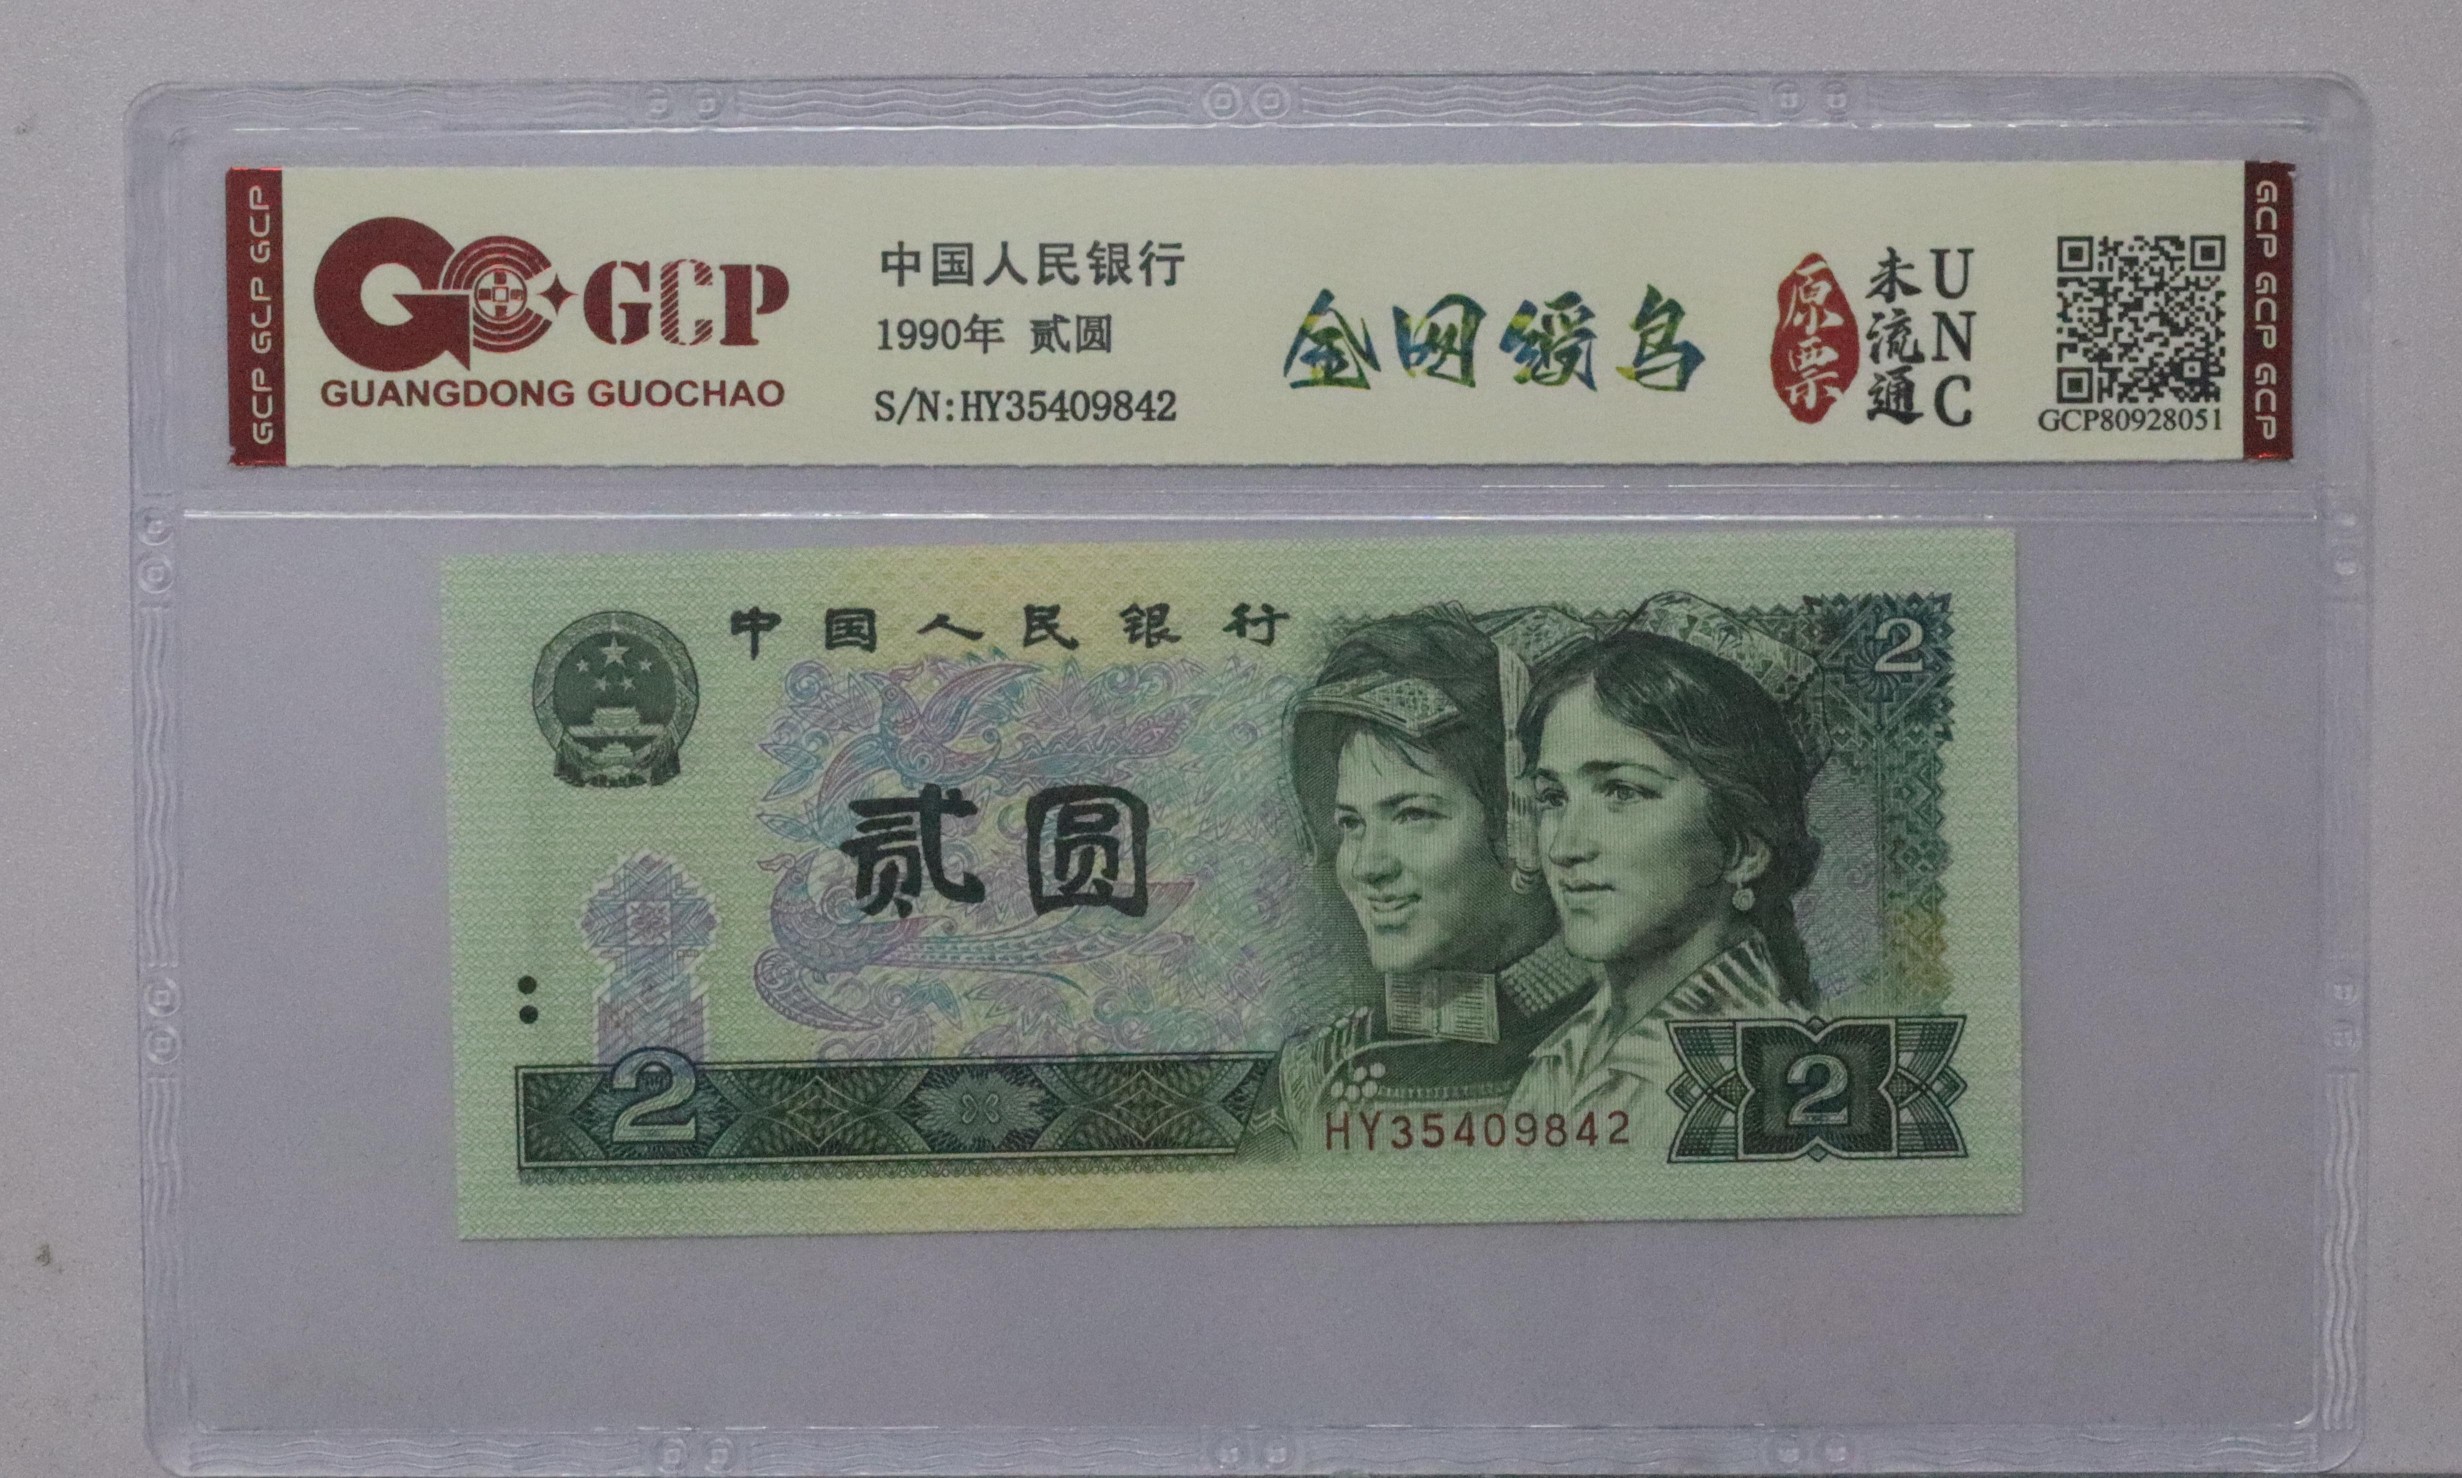 GCP GCP GCP
GCP
GUANGDONG GUOCHAO
中国人民银行
1990年 贰圆
S/N:HY35409842
金网绶鸟
原票
未流通
UNC
GCP80928051
GCP GCP GCP
中国人民银行
2
贰圆
2
HY35409842
2